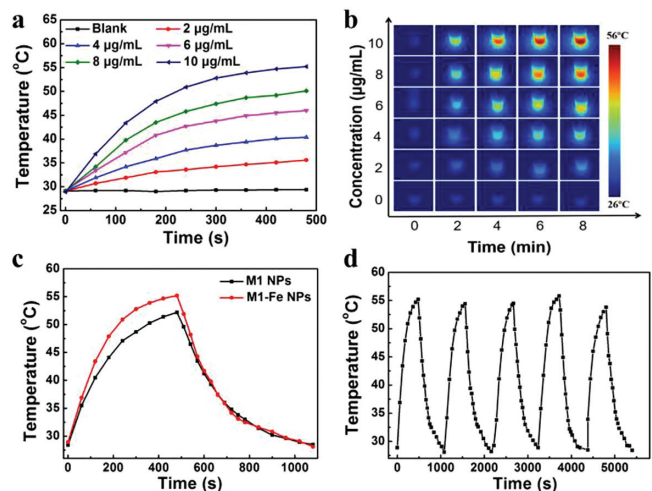 a
Blank 2 µg/mL
4 µg/mL 6 µg/mL
8 µg/mL 10 µg/mL
Temperature (°C)
60
55
50
45
40
35
30
25
0 100 200 300 400 500
Time (s)
b
Concentration (µg/mL)
10
8
6
4
2
0
0 2 4 6 8
Time (min)
56°C
26°C
c
M1 NPs
M1-Fe NPs
Temperature (°C)
60
55
50
45
40
35
30
0 200 400 600 800 1000
Time (s)
d
Temperature (°C)
60
55
50
45
40
35
30
0 1000 2000 3000 4000 5000
Time (s)